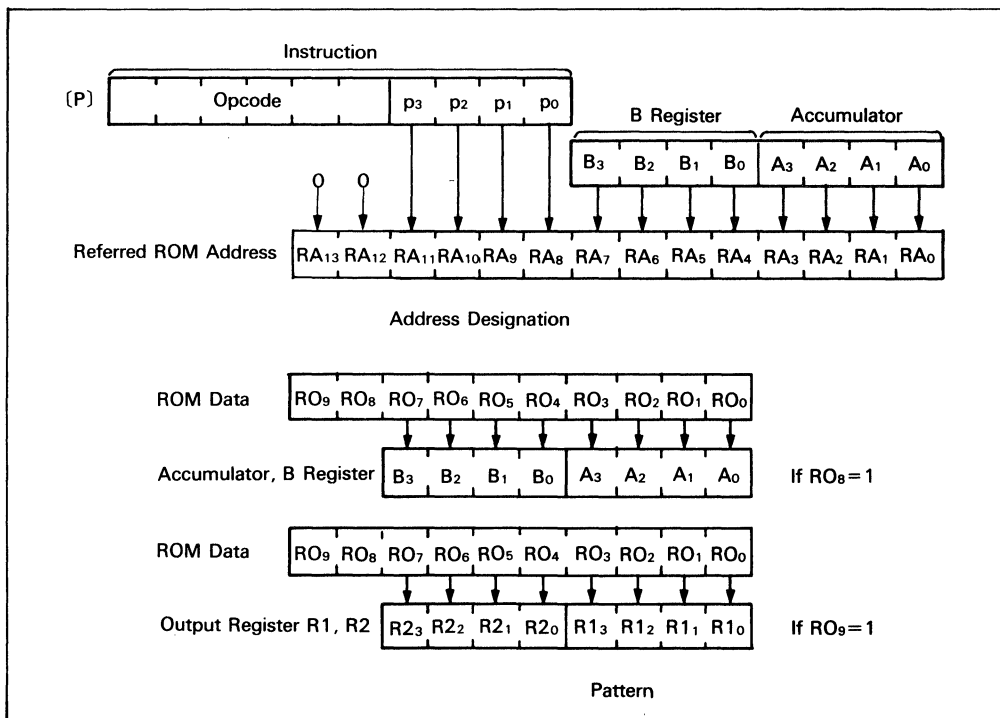 Instruction
[P] Opcode p3 p2 p1 p0
B Register Accumulator
B3 B2 B1 B0 A3 A2 A1 A0
0 0
Referred ROM Address RA13 RA12 RA11 RA10 RA9 RA8 RA7 RA6 RA5 RA4 RA3 RA2 RA1 RA0
Address Designation
ROM Data RO9 RO8 RO7 RO6 RO5 RO4 RO3 RO2 RO1 RO0
Accumulator, B Register B3 B2 B1 B0 A3 A2 A1 A0 If RO8=1
ROM Data RO9 RO8 RO7 RO6 RO5 RO4 RO3 RO2 RO1 RO0
Output Register R1, R2 R23 R22 R21 R20 R13 R12 R11 R10 If RO9=1
Pattern